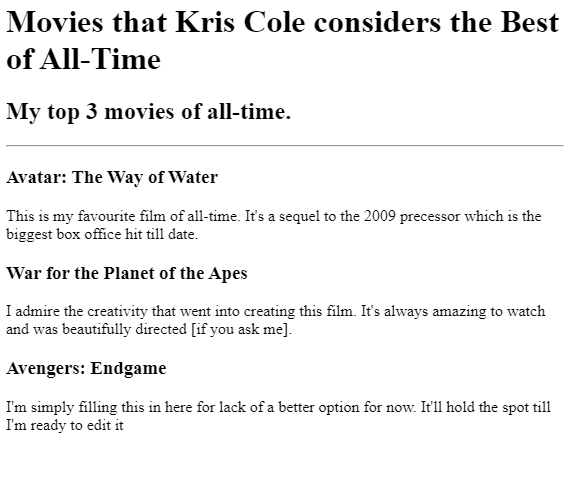 Movies that Kris Cole considers the Best
of All-Time
My top 3 movies of all-time.
Avatar: The Way of Water
This is my favourite film of all-time. It's a sequel to the 2009 precessor which is the
biggest box office hit till date.
War for the Planet of the Apes
I admire the creativity that went into creating this film. It's always amazing to watch
and was beautifully directed [if you ask me].
Avengers: Endgame
I'm simply filling this in here for lack of a better option for now. It'll hold the spot till
I'm ready to edit it